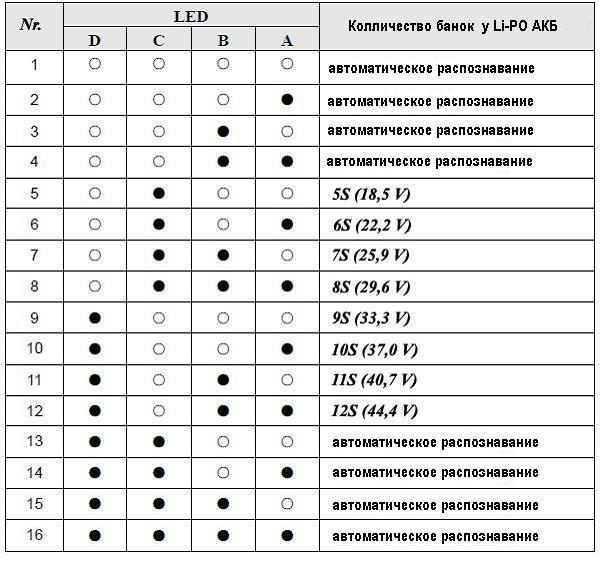 Nr. LED Колличество банок у Li-PO АКБ
D C B A
1 ○ ○ ○ ○ автоматическое распознавание
2 ○ ○ ○ ● автоматическое распознавание
3 ○ ○ ● ○ автоматическое распознавание
4 ○ ○ ● ● автоматическое распознавание
5 ○ ● ○ ○ 5S (18,5 V)
6 ○ ● ○ ● 6S (22,2 V)
7 ○ ● ● ○ 7S (25,9 V)
8 ○ ● ● ● 8S (29,6 V)
9 ● ○ ○ ○ 9S (33,3 V)
10 ● ○ ○ ● 10S (37,0 V)
11 ● ○ ● ○ 11S (40,7 V)
12 ● ○ ● ● 12S (44,4 V)
13 ● ● ○ ○ автоматическое распознавание
14 ● ● ○ ● автоматическое распознавание
15 ● ● ● ○ автоматическое распознавание
16 ● ● ● ● автоматическое распознавание